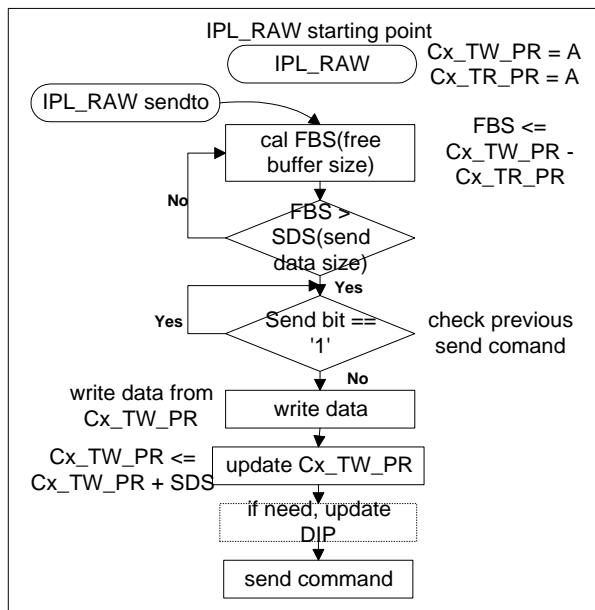 IPL_RAW starting point
IPL_RAW
Cx_TW_PR = A
Cx_TR_PR = A
IPL_RAW sendto
cal FBS(free
buffer size)
FBS <=
Cx_TW_PR -
Cx_TR_PR
No
FBS >
SDS(send
data size)
Yes
Yes
Send bit ==
'1'
check previous
send comand
No
write data from
Cx_TW_PR
write data
Cx_TW_PR <=
Cx_TW_PR + SDS
update Cx_TW_PR
if need, update
DIP
send command